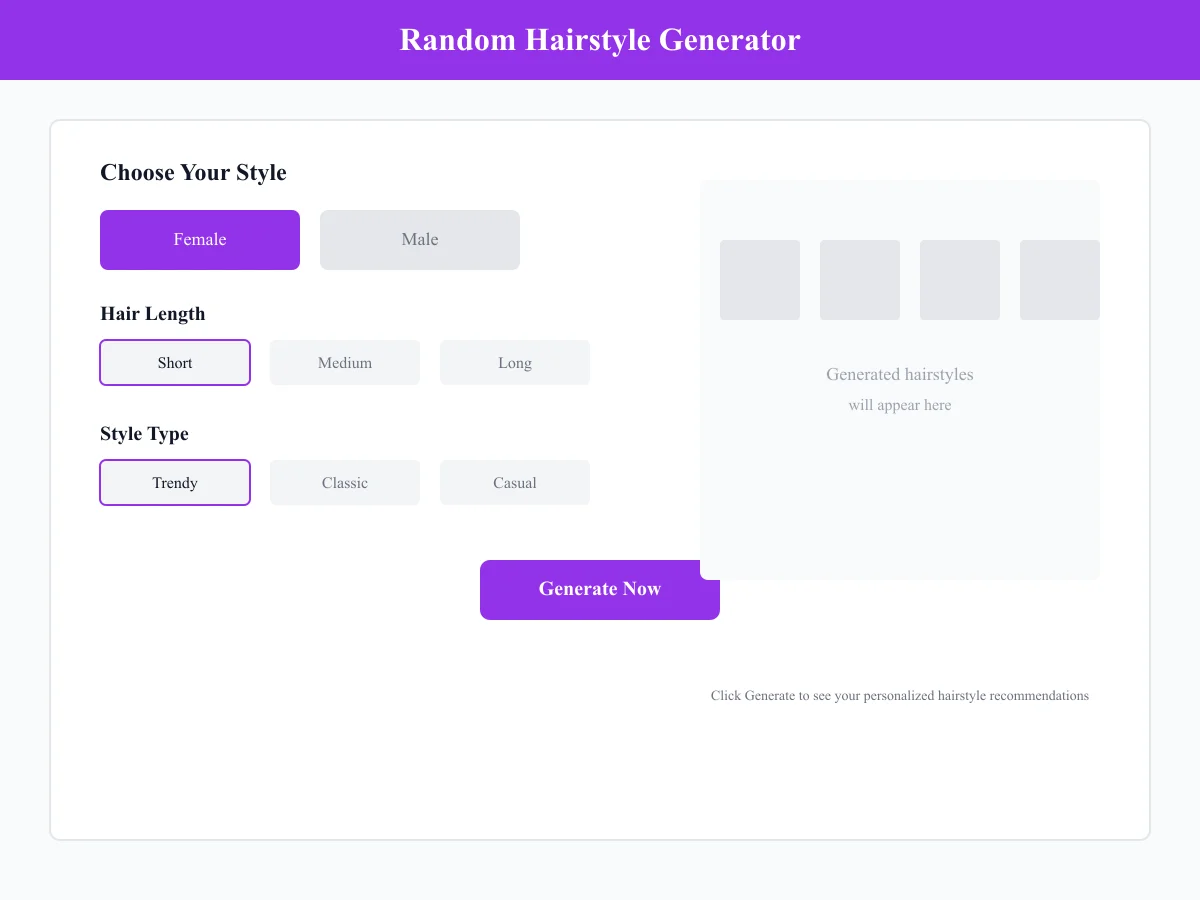 Random Hairstyle Generator
Choose Your Style
Female
Male
Hair Length
Short
Medium
Long
Style Type
Trendy
Classic
Casual
Generate Now
Generated hairstyles
will appear here
Click Generate to see your personalized hairstyle recommendations